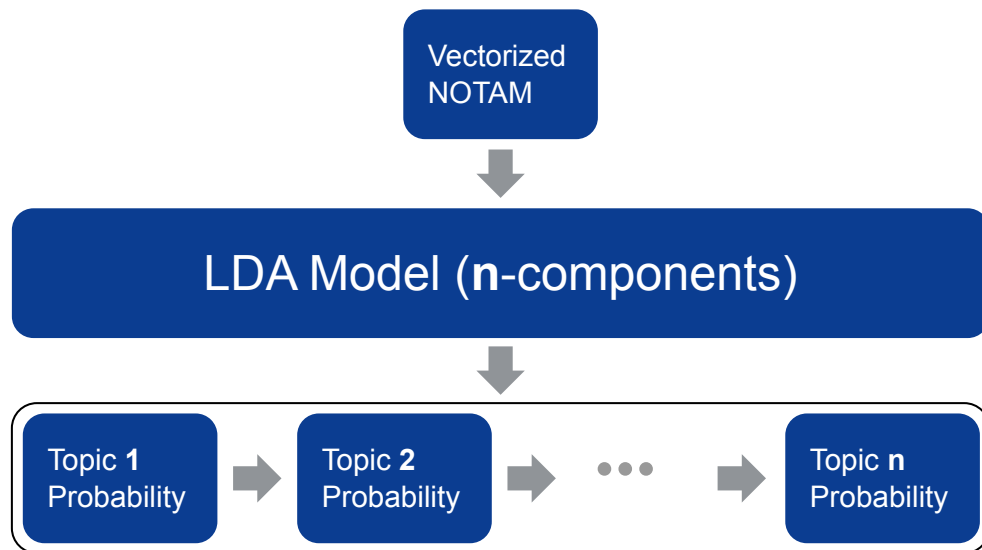 Vectorized
NOTAM
LDA Model (n-components)
Topic 1
Probability
Topic 2
Probability
Topic n
Probability